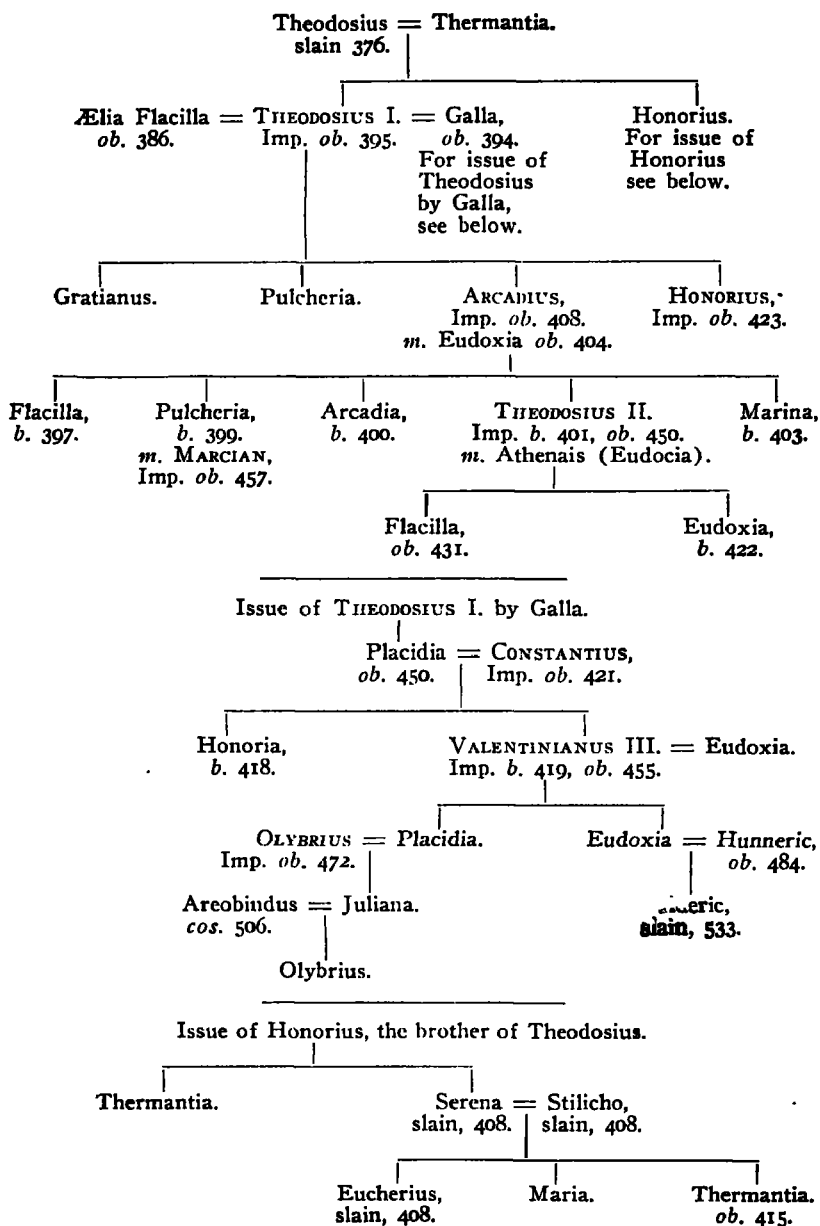 Theodosius = Thermantia.
slain 376.
Ælia Flacilla = THEODOSIUS I. = Galla, Honorius.
ob. 386. Imp. ob. 395. ob. 394. For issue of
For issue of Honorius
Theodosius see below.
by Galla,
see below.
Gratianus. Pulcheria. ARCADIUS, HONORIUS,
Imp. ob. 408. Imp. ob. 423.
m. Eudoxia ob. 404.
Flacilla, Pulcheria, Arcadia, THEODOSIUS II. Marina,
b. 397. b. 399. b. 400. Imp. b. 401, ob. 450. b. 403.
m. MARCIAN, m. Athenais (Eudocia).
Imp. ob. 457.
Flacilla, Eudoxia,
ob. 431. b. 422.
Issue of THEODOSIUS I. by Galla.
Placidia = CONSTANTIUS,
ob. 450. Imp. ob. 421.
Honoria, VALENTINIANUS III. = Eudoxia.
b. 418. Imp. b. 419, ob. 455.
OLYBRIUS = Placidia. Eudoxia = Hunneric,
Imp. ob. 472. ob. 484.
Areobindus = Juliana.
cos. 506. slain, 533.
Olybrius.
Issue of Honorius, the brother of Theodosius.
Thermantia. Serena = Stilicho,
slain, 408. slain, 408.
Eucherius, Maria. Thermantia.
slain, 408. ob. 415.